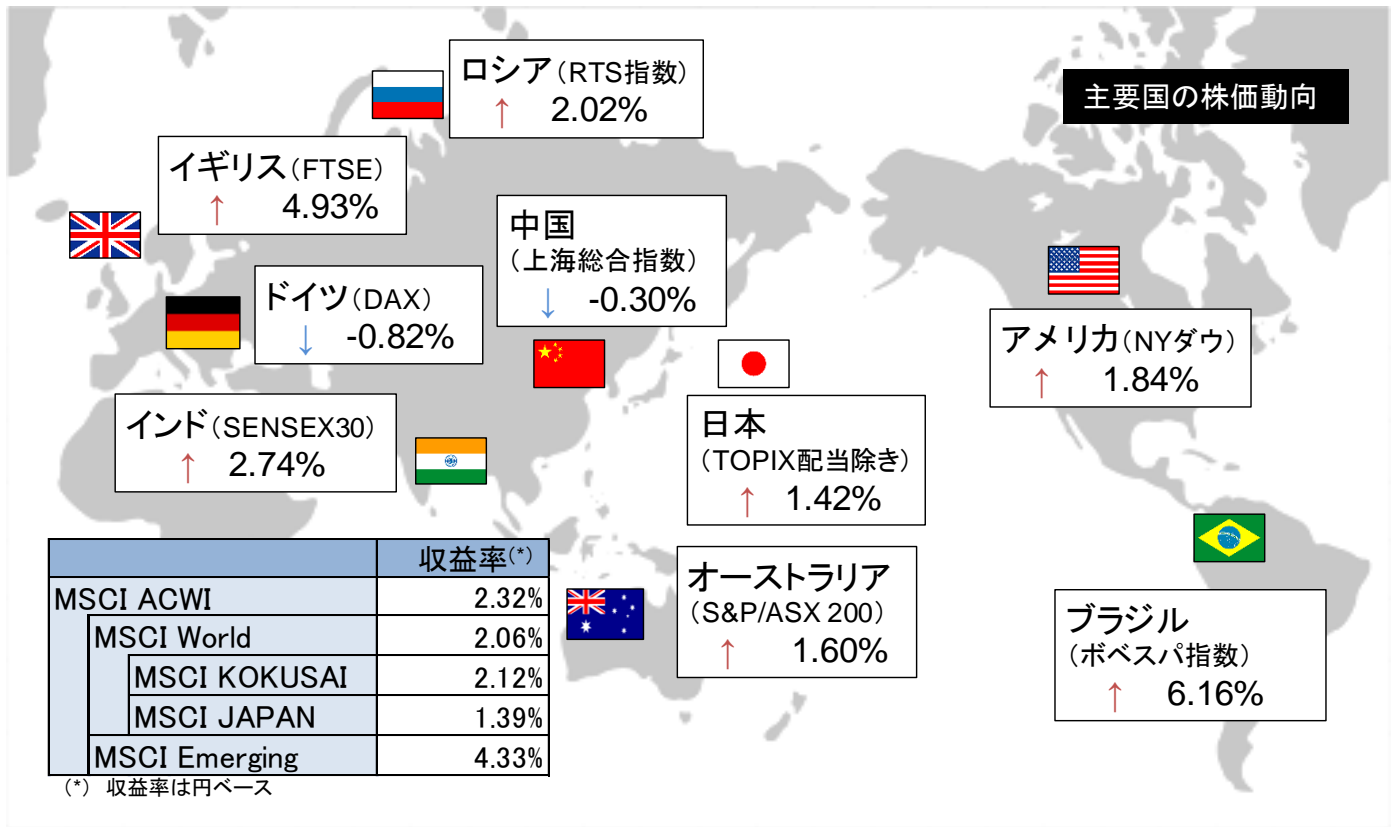 主要国の株価動向
ロシア(RTS指数)
↑ 2.02%
イギリス(FTSE)
↑ 4.93%
中国
(上海総合指数)
↓ -0.30%
ドイツ(DAX)
↓ -0.82%
アメリカ(NYダウ)
↑ 1.84%
インド(SENSEX30)
↑ 2.74%
日本
(TOPIX配当除き)
↑ 1.42%
オーストラリア
(S&P/ASX 200)
↑ 1.60%
ブラジル
(ボベスパ指数)
↑ 6.16%
収益率(*)
MSCI ACWI 2.32%
MSCI World 2.06%
MSCI KOKUSAI 2.12%
MSCI JAPAN 1.39%
MSCI Emerging 4.33%
(*) 収益率は円ベース